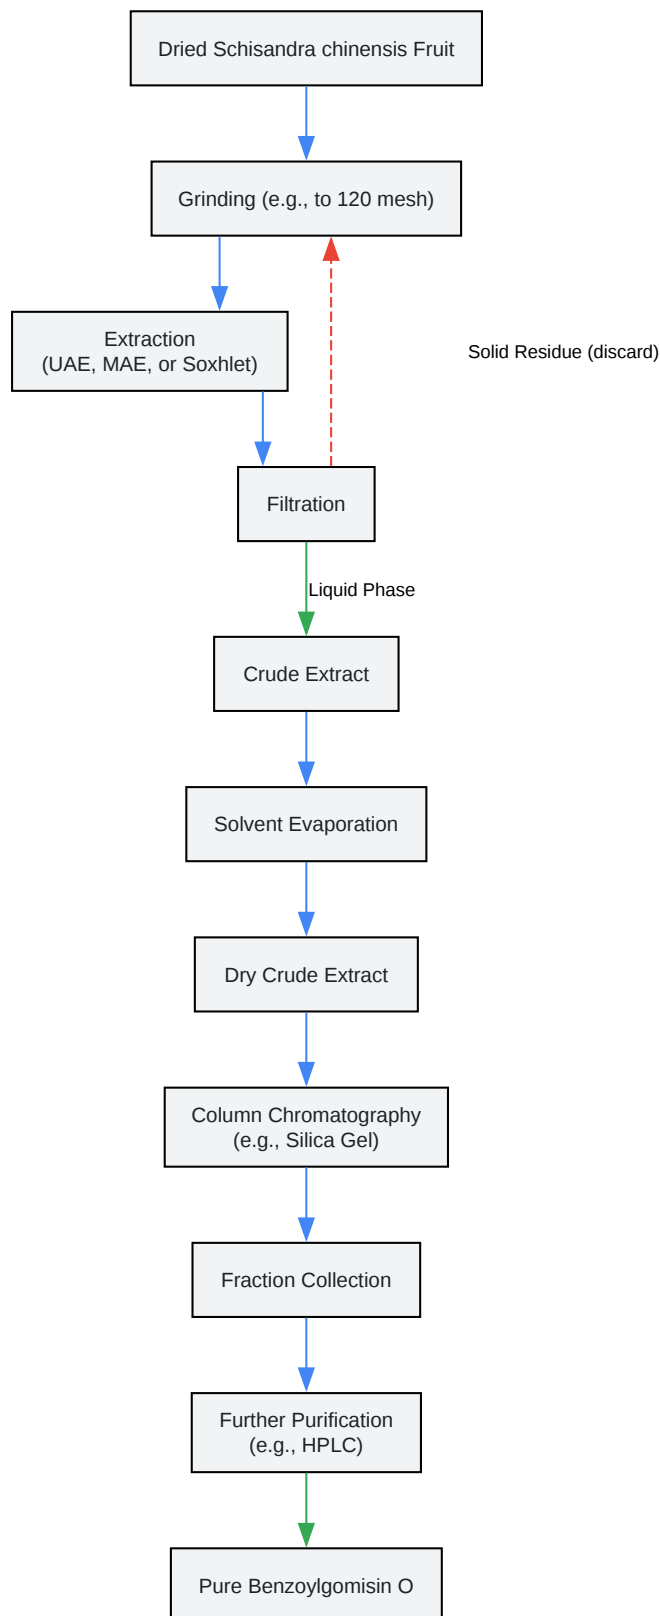 Dried Schisandra chinensis Fruit
Grinding (e.g., to 120 mesh)
Extraction
(UAE, MAE, or Soxhlet)
Solid Residue (discard)
Filtration
Liquid Phase
Crude Extract
Solvent Evaporation
Dry Crude Extract
Column Chromatography
(e.g., Silica Gel)
Fraction Collection
Further Purification
(e.g., HPLC)
Pure Benzoylgomisin O